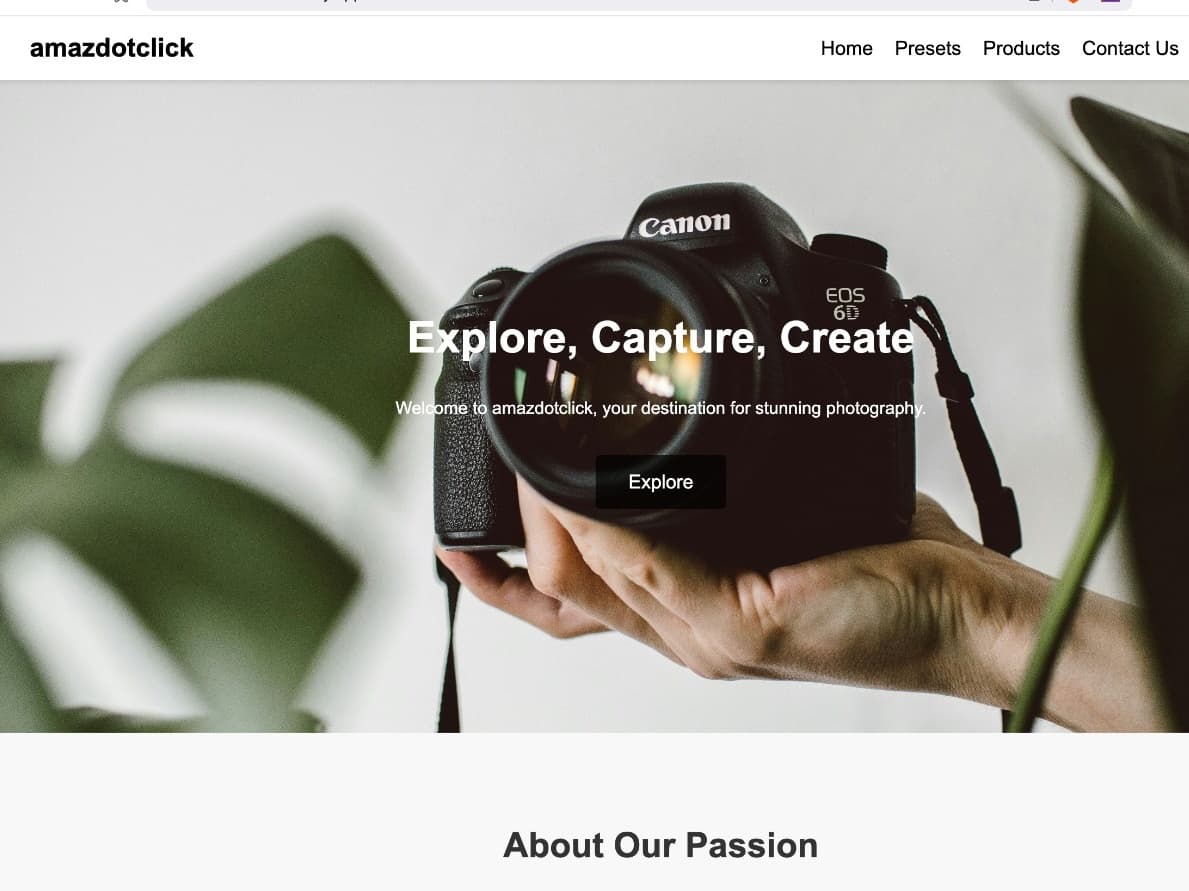 amazdotclick
Home Presets Products Contact Us
Canon
EOS
6D
Explore, Capture, Create
Welcome to amazdotclick, your destination for stunning photography.
Explore
About Our Passion